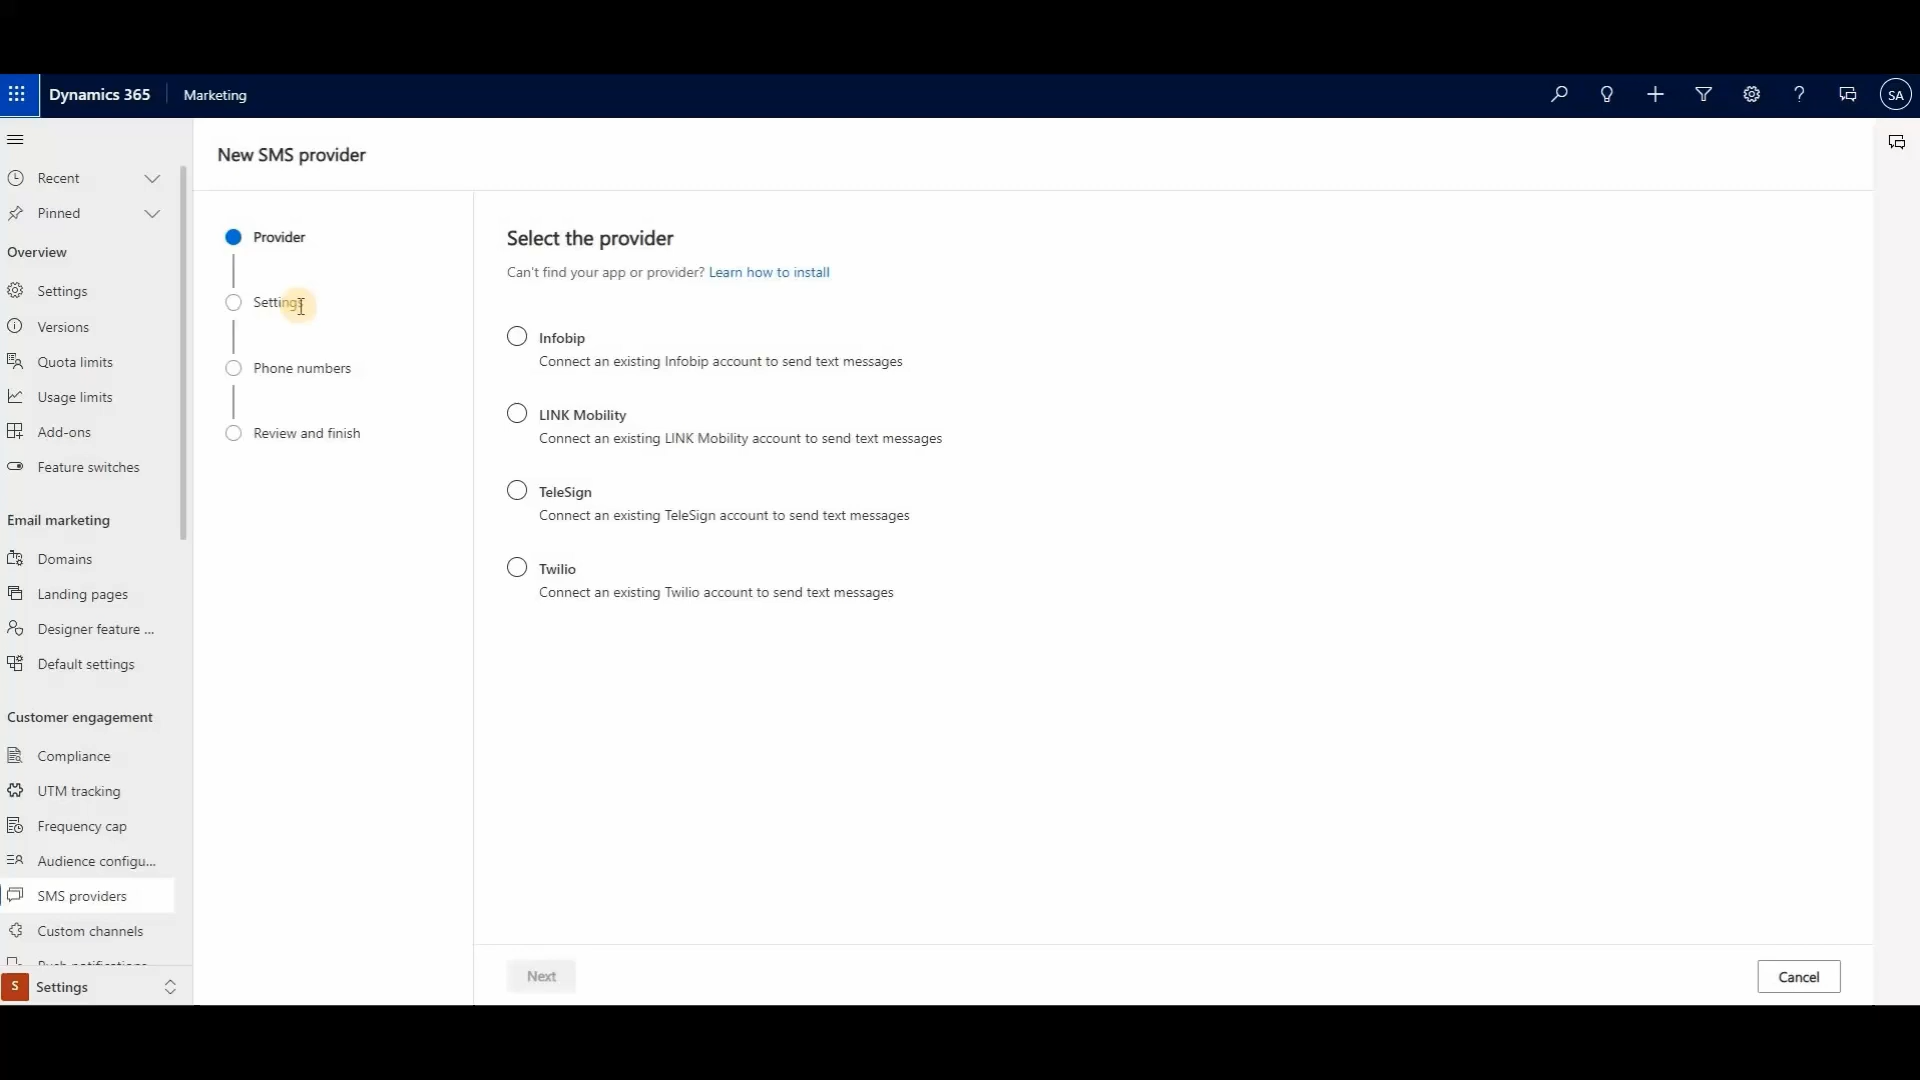 Dynamics 365
Marketing
SA
New SMS provider
Recent
Pinned
Overview
Settings
Versions
Quota limits
Usage limits
Add-ons
Feature switches
Email marketing
Domains
Landing pages
Designer feature ...
Default settings
Customer engagement
Compliance
UTM tracking
Frequency cap
Audience configu...
SMS providers
Custom channels
Push notifications
S Settings
Provider
Settings
Phone numbers
Review and finish
Select the provider
Can't find your app or provider? Learn how to install
Infobip
Connect an existing Infobip account to send text messages
LINK Mobility
Connect an existing LINK Mobility account to send text messages
TeleSign
Connect an existing TeleSign account to send text messages
Twilio
Connect an existing Twilio account to send text messages
Next
Cancel